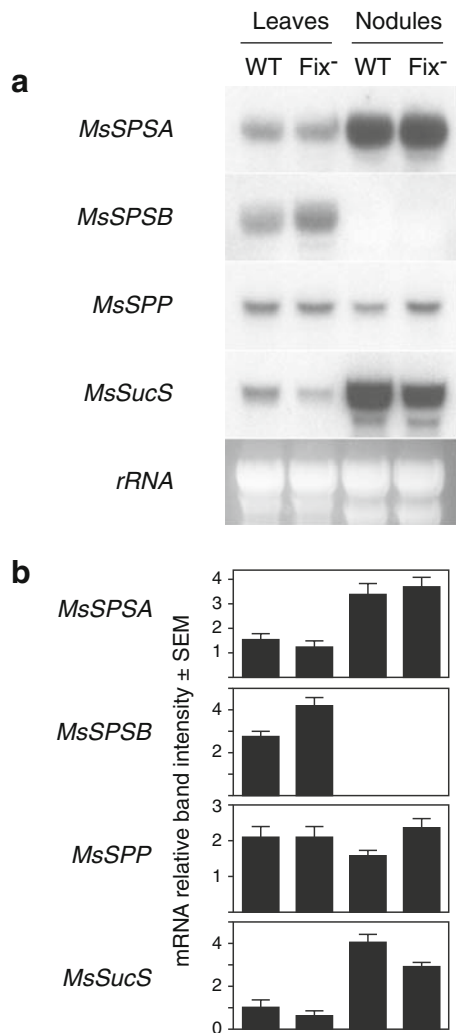 Leaves Nodules
WT Fix⁻ WT Fix⁻
a
MsSPSA
MsSPSB
MsSPP
MsSucS
rRNA
b
mRNA relative band intensity ± SEM
MsSPSA
4
3
2
1
MsSPSB
4
2
MsSPP
3
2
1
MsSucS
4
2
0